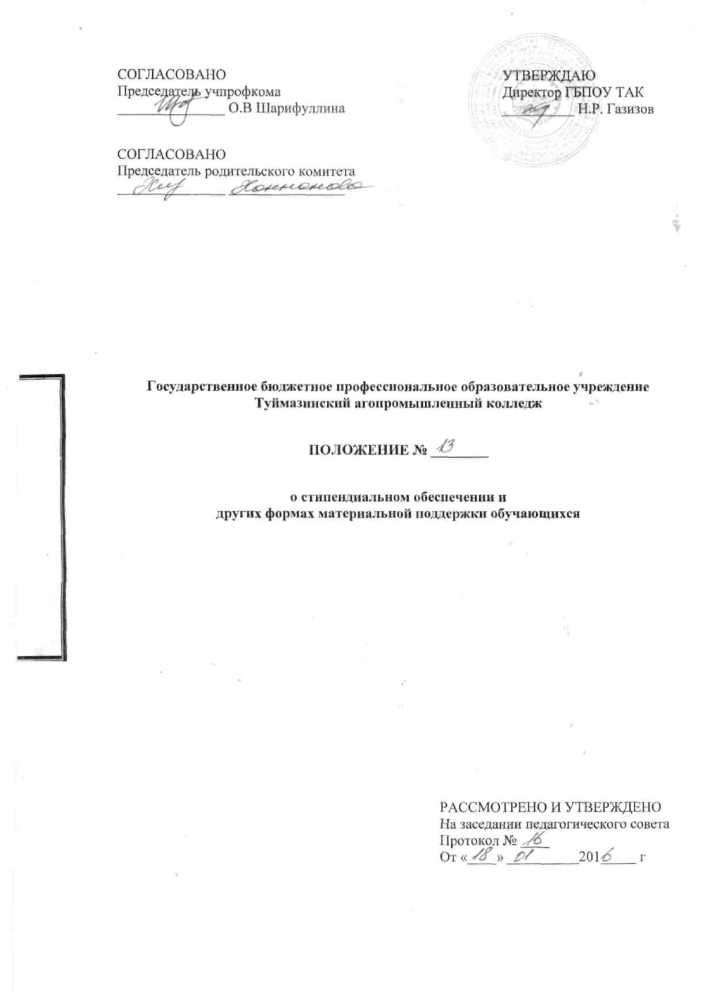 СОГЛАСОВАНО
Председатель учпрофкома
О.В Шарифуллина
УТВЕРЖДАЮ
Директор ГБПОУ ТАК
Н.Р. Газизов
СОГЛАСОВАНО
Председатель родительского комитета
Ханнанова
Государственное бюджетное профессиональное образовательное учреждение
Туймазинский агопромышленный колледж
ПОЛОЖЕНИЕ № 13
о стипендиальном обеспечении и
других формах материальной поддержки обучающихся
РАССМОТРЕНО И УТВЕРЖДЕНО
На заседании педагогического совета
Протокол № 16
От «18» 01 2016 г